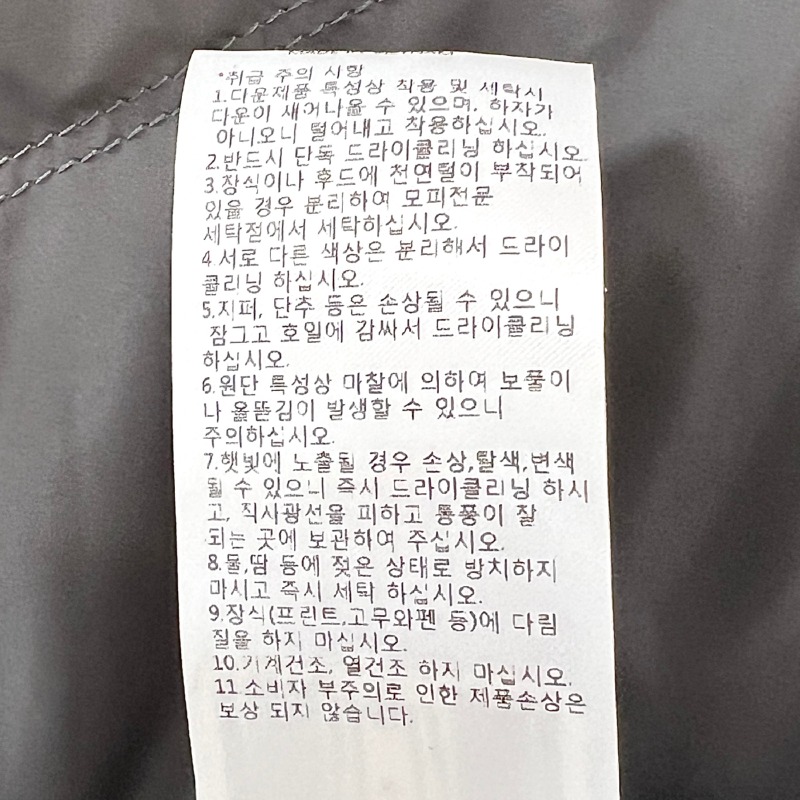 *취급 주의 사항
1.다운제품 특성상 착용 및 세탁시
다운이 새어나올 수 있으며, 하자가
아니오니 털어내고 착용하십시오.
2.반드시 단독 드라이클리닝 하십시오.
3.장식이나 후드에 천연털이 부착되어
있을 경우 분리하여 모피전문
세탁점에서 세탁하십시오.
4.서로 다른 색상은 분리해서 드라이
클리닝 하십시오.
5.지퍼, 단추 등은 손상될 수 있으니
잠그고 호일에 감싸서 드라이클리닝
하십시오.
6.원단 특성상 마찰에 의하여 보풀이
나 올뜯김이 발생할 수 있으니
주의하십시오.
7.햇빛에 노출될 경우 손상,탈색,변색
될 수 있으니 즉시 드라이클리닝 하시
고, 직사광선을 피하고 통풍이 잘
되는 곳에 보관하여 주십시오.
8.물,땀 등에 젖은 상태로 방치하지
마시고 즉시 세탁 하십시오.
9.장식(프린트,고무와펜 등)에 다림
질을 하지 마십시오.
10.기계건조, 열건조 하지 마십시오.
11.소비자 부주의로 인한 제품손상은
보상 되지 않습니다.